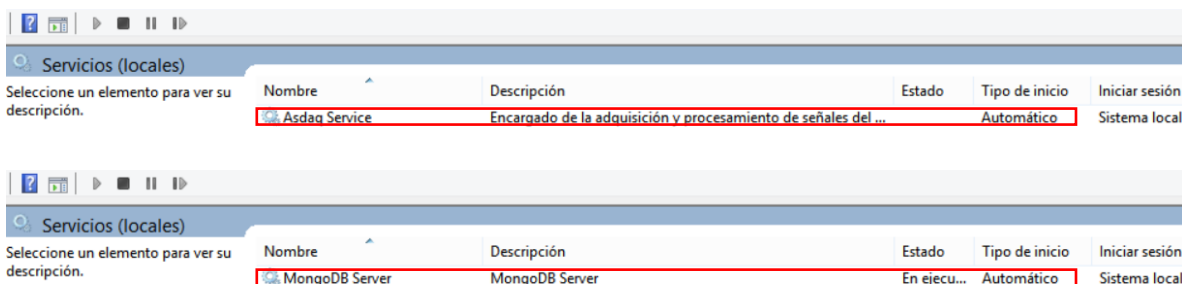 Servicios (locales)
Seleccione un elemento para ver su
descripción.
Nombre Descripción Estado Tipo de inicio Iniciar sesión
Asdaq Service Encargado de la adquisición y procesamiento de señales del ... Automático Sistema local
Servicios (locales)
Seleccione un elemento para ver su
descripción.
Nombre Descripción Estado Tipo de inicio Iniciar sesión
MongoDB Server MongoDB Server En ejecu... Automático Sistema local